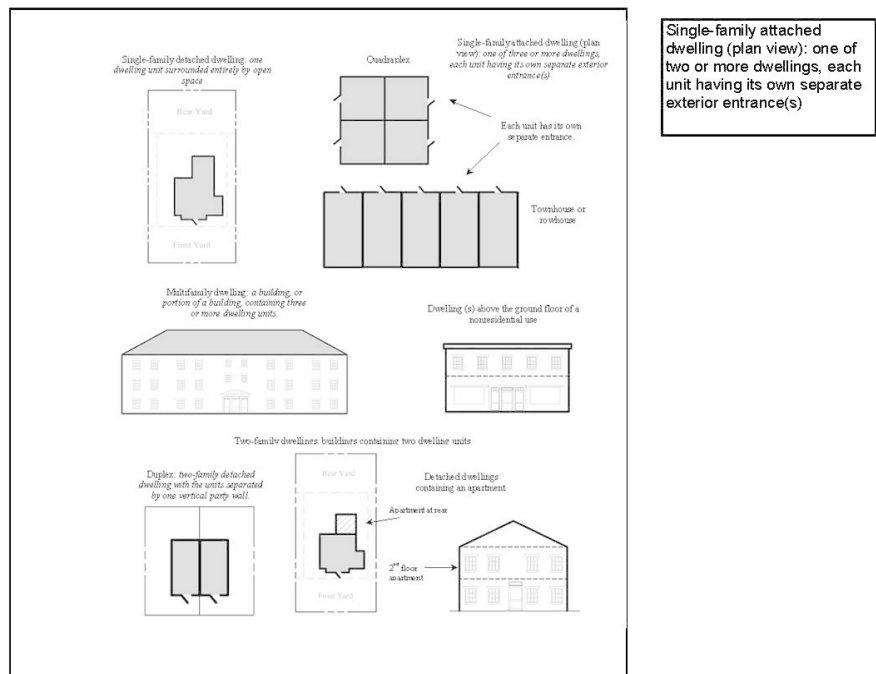 Single-family detached dwelling: one
dwelling unit surrounded entirely by open
space
Rear Yard
Front Yard
Quadraplex
Single-family attached dwelling (plan
view): one of three or more dwellings,
each unit having its own separate exterior
entrance(s)
Each unit has its own
separate entrance.
Townhouse or
rowhouse
Single-family attached
dwelling (plan view): one of
two or more dwellings, each
unit having its own separate
exterior entrance(s)
Multifamily dwelling: a building, or
portion of a building, containing three
or more dwelling units.
Dwelling (s) above the ground floor of a
nonresidential use
Two-family dwellings: buildings containing two dwelling units
Duplex: two-family detached
dwelling with the units separated
by one vertical party wall.
Rear Yard
Front Yard
Detached dwellings
containing an apartment
Apartment at rear
2nd floor
apartment